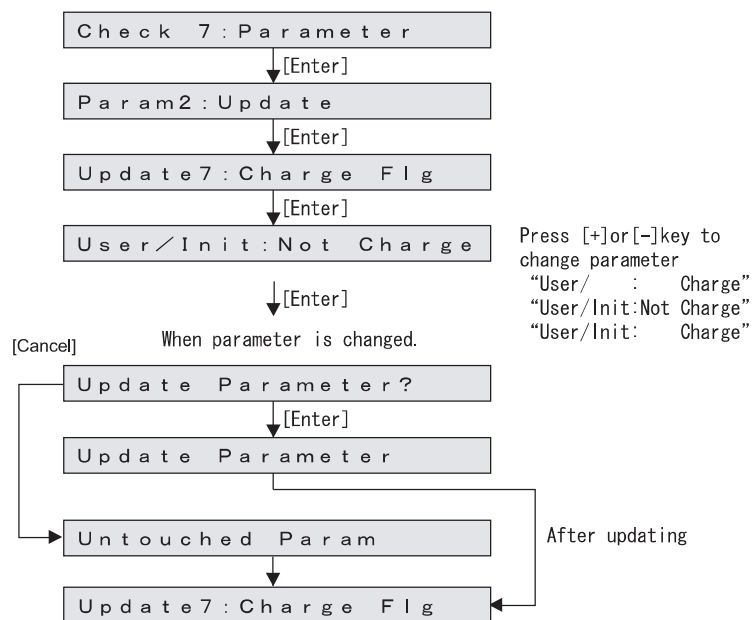 Check 7:Parameter
[Enter]
Param2:Update
[Enter]
Update7:Charge Flg
[Enter]
User/Init:Not Charge
Press [+]or[-]key to
change parameter
“User/    :    Charge”
“User/Init:Not Charge”
“User/Init:    Charge”
[Enter]
When parameter is changed.
[Cancel]
Update Parameter?
[Enter]
Update Parameter
After updating
Untouched Param
Update7:Charge Flg